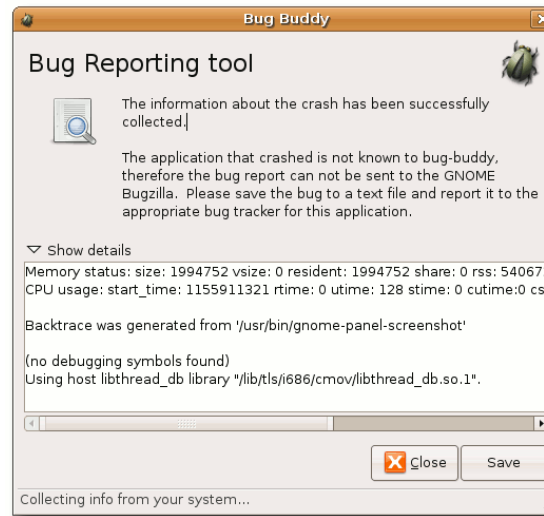 Bug Buddy
Bug Reporting tool
The information about the crash has been successfully
collected.
The application that crashed is not known to bug-buddy,
therefore the bug report can not be sent to the GNOME
Bugzilla. Please save the bug to a text file and report it to the
appropriate bug tracker for this application.
Show details
Memory status: size: 1994752 vsize: 0 resident: 1994752 share: 0 rss: 54067
CPU usage: start_time: 1155911321 rtime: 0 utime: 128 stime: 0 cutime:0 cs
Backtrace was generated from '/usr/bin/gnome-panel-screenshot'
(no debugging symbols found)
Using host libthread_db library "/lib/tls/i686/cmov/libthread_db.so.1".
Close
Save
Collecting info from your system...